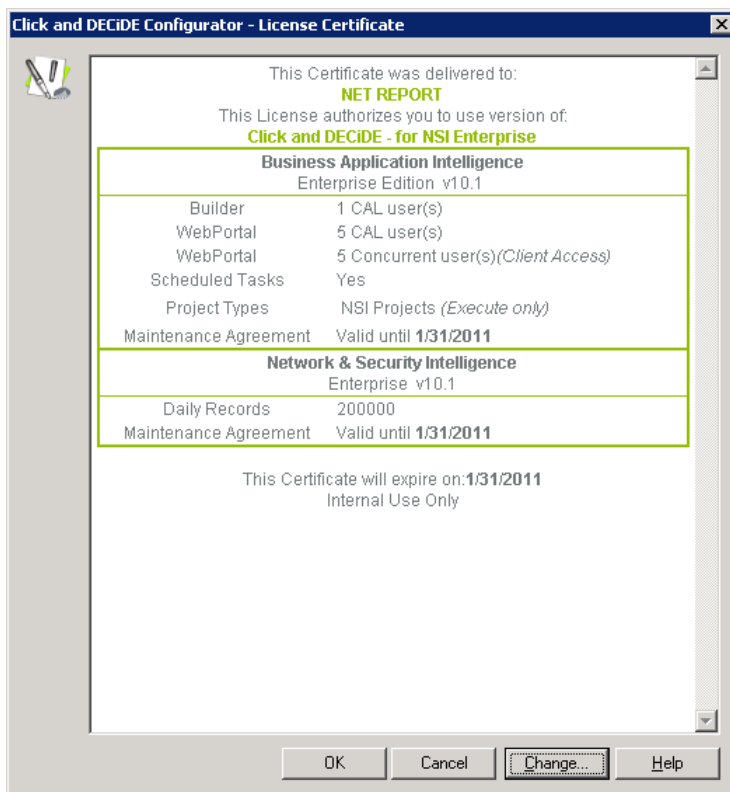 Click and DECiDE Configurator - License Certificate
This Certificate was delivered to:
NET REPORT
This License authorizes you to use version of:
Click and DECiDE - for NSI Enterprise
Business Application Intelligence
Enterprise Edition v10.1
Builder 1 CAL user(s)
WebPortal 5 CAL user(s)
WebPortal 5 Concurrent user(s)(Client Access)
Scheduled Tasks Yes
Project Types NSI Projects (Execute only)
Maintenance Agreement Valid until 1/31/2011
Network & Security Intelligence
Enterprise v10.1
Daily Records 200000
Maintenance Agreement Valid until 1/31/2011
This Certificate will expire on:1/31/2011
Internal Use Only
OK Cancel Change... Help